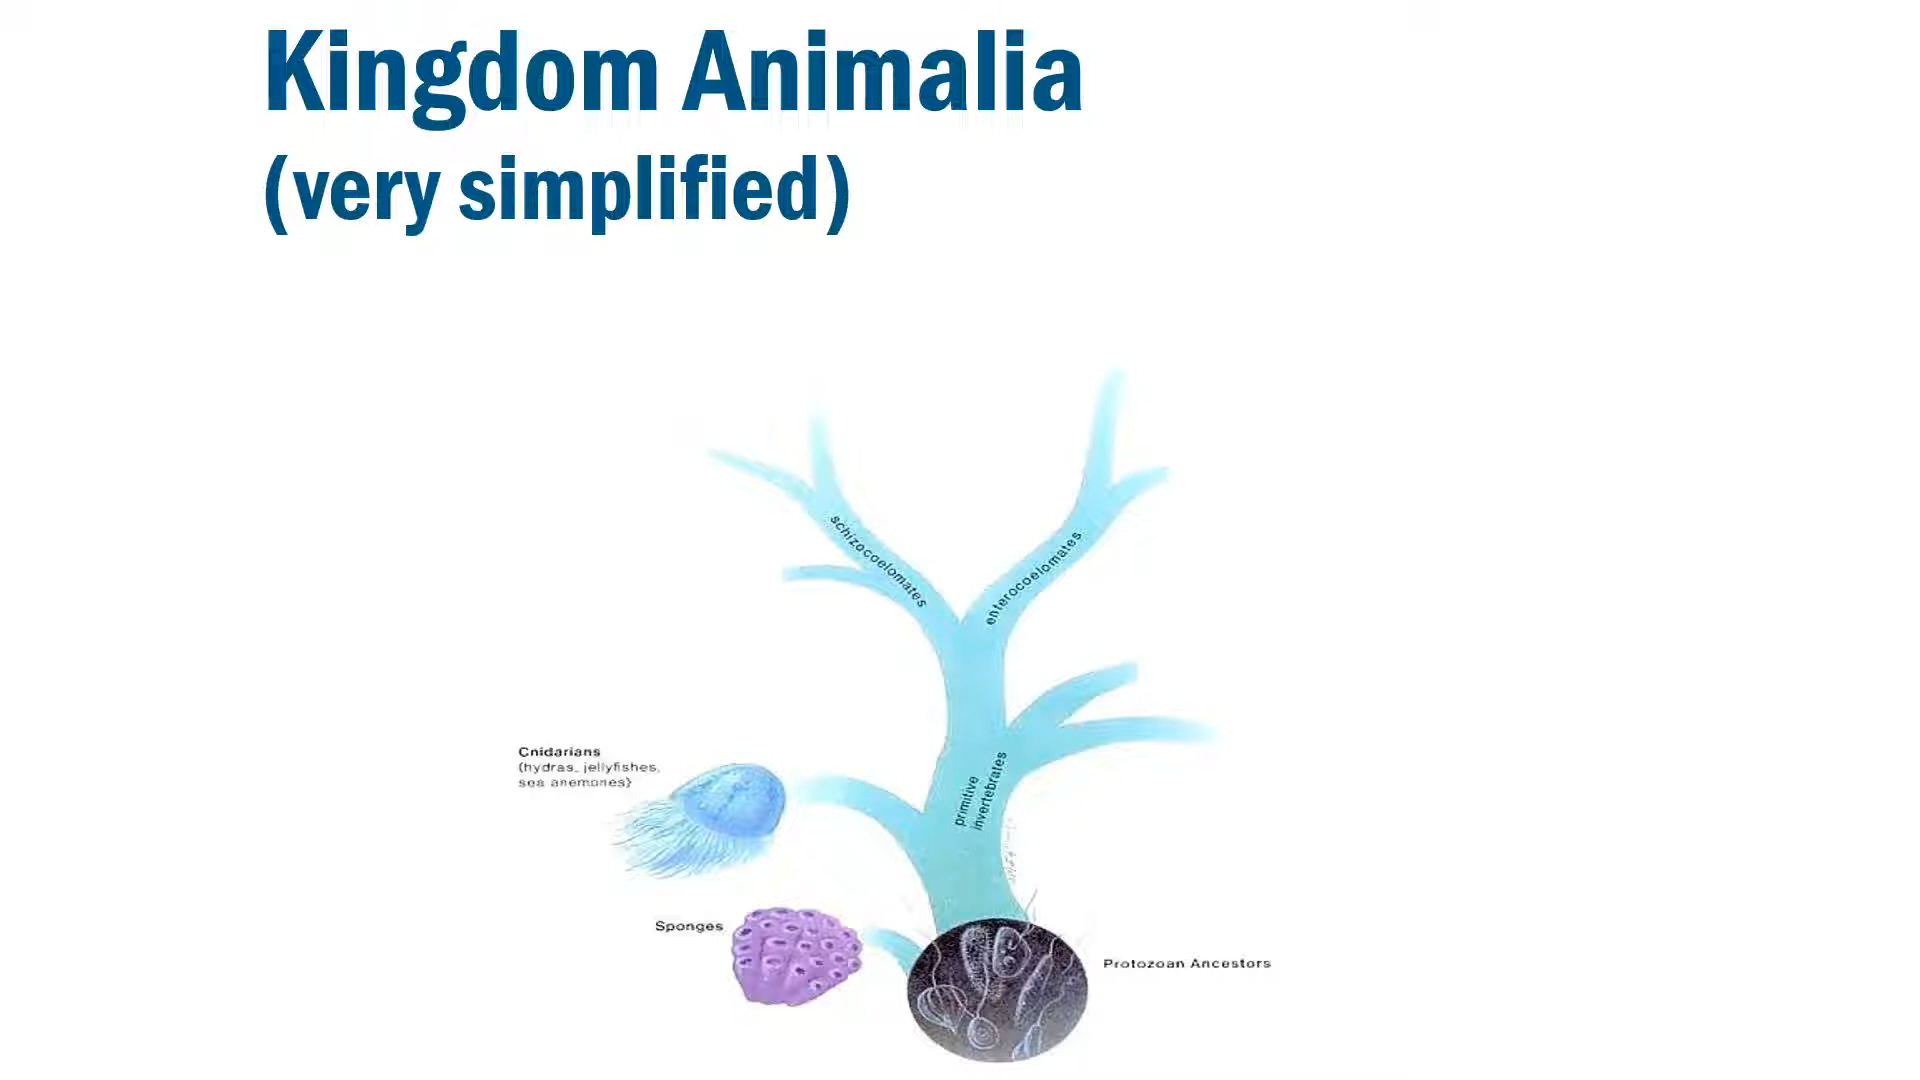 Kingdom Animalia
(very simplified)
schizocoelomates
enterocoelomates
primitive
invertebrates
Cnidarians
(hydras, jellyfishes,
sea anemones)
Sponges
Protozoan Ancestors